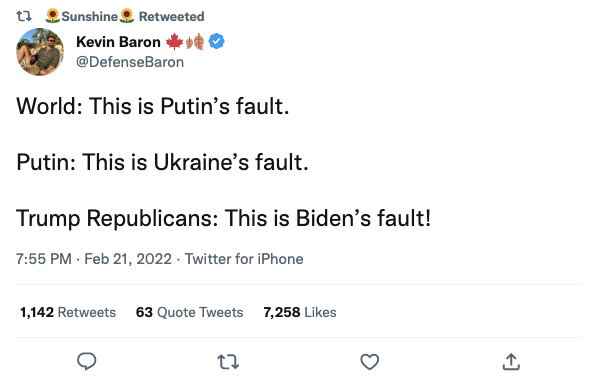 Sunshine Retweeted
Kevin Baron
@DefenseBaron
World: This is Putin's fault.
Putin: This is Ukraine's fault.
Trump Republicans: This is Biden's fault!
7:55 PM · Feb 21, 2022 · Twitter for iPhone
1,142 Retweets 63 Quote Tweets 7,258 Likes